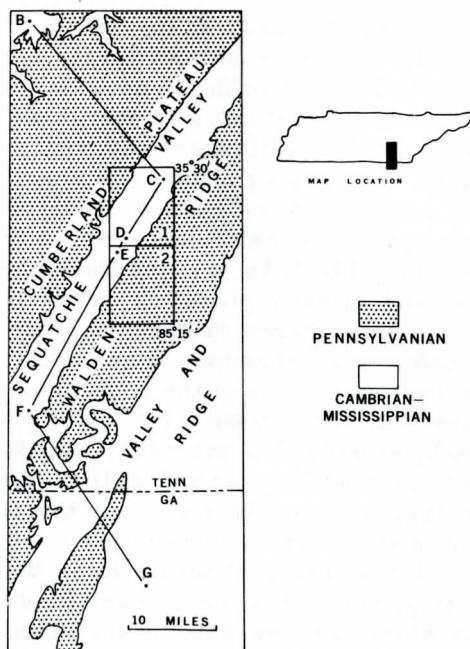 B
CUMBERLAND PLATEAU
SEQUATCHIE VALLEY
WALDEN RIDGE
VALLEY AND RIDGE
35°30'
C
D
1
E
2
85°15'
F
TENN
GA
G
10 MILES
MAP LOCATION
PENNSYLVANIAN
CAMBRIAN–
MISSISSIPPIAN